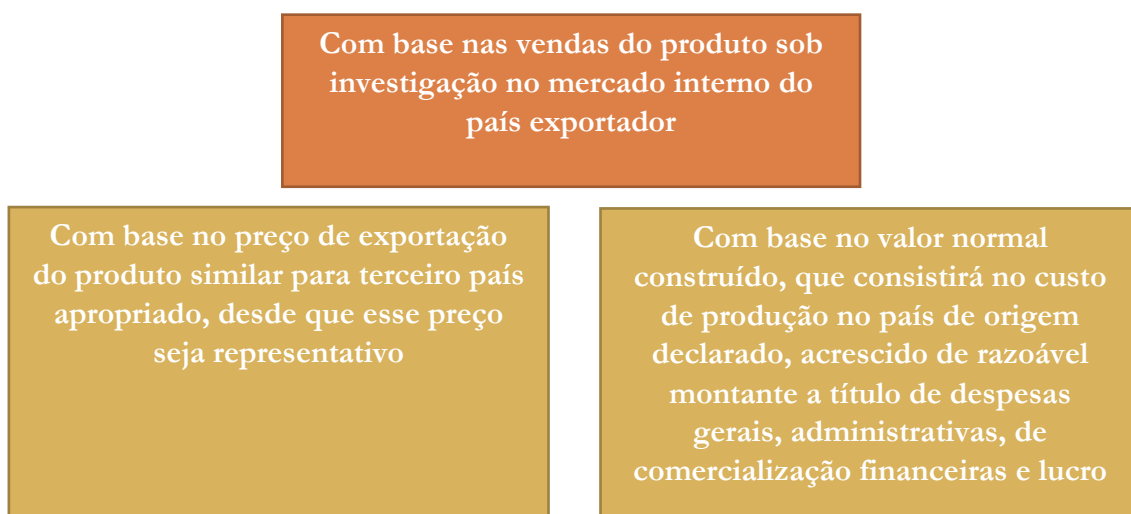 Com base nas vendas do produto sob
investigação no mercado interno do
país exportador
Com base no preço de exportação
do produto similar para terceiro país
apropriado, desde que esse preço
seja representativo
Com base no valor normal
construído, que consistirá no custo
de produção no país de origem
declarado, acrescido de razoável
montante a título de despesas
gerais, administrativas, de
comercialização financeiras e lucro